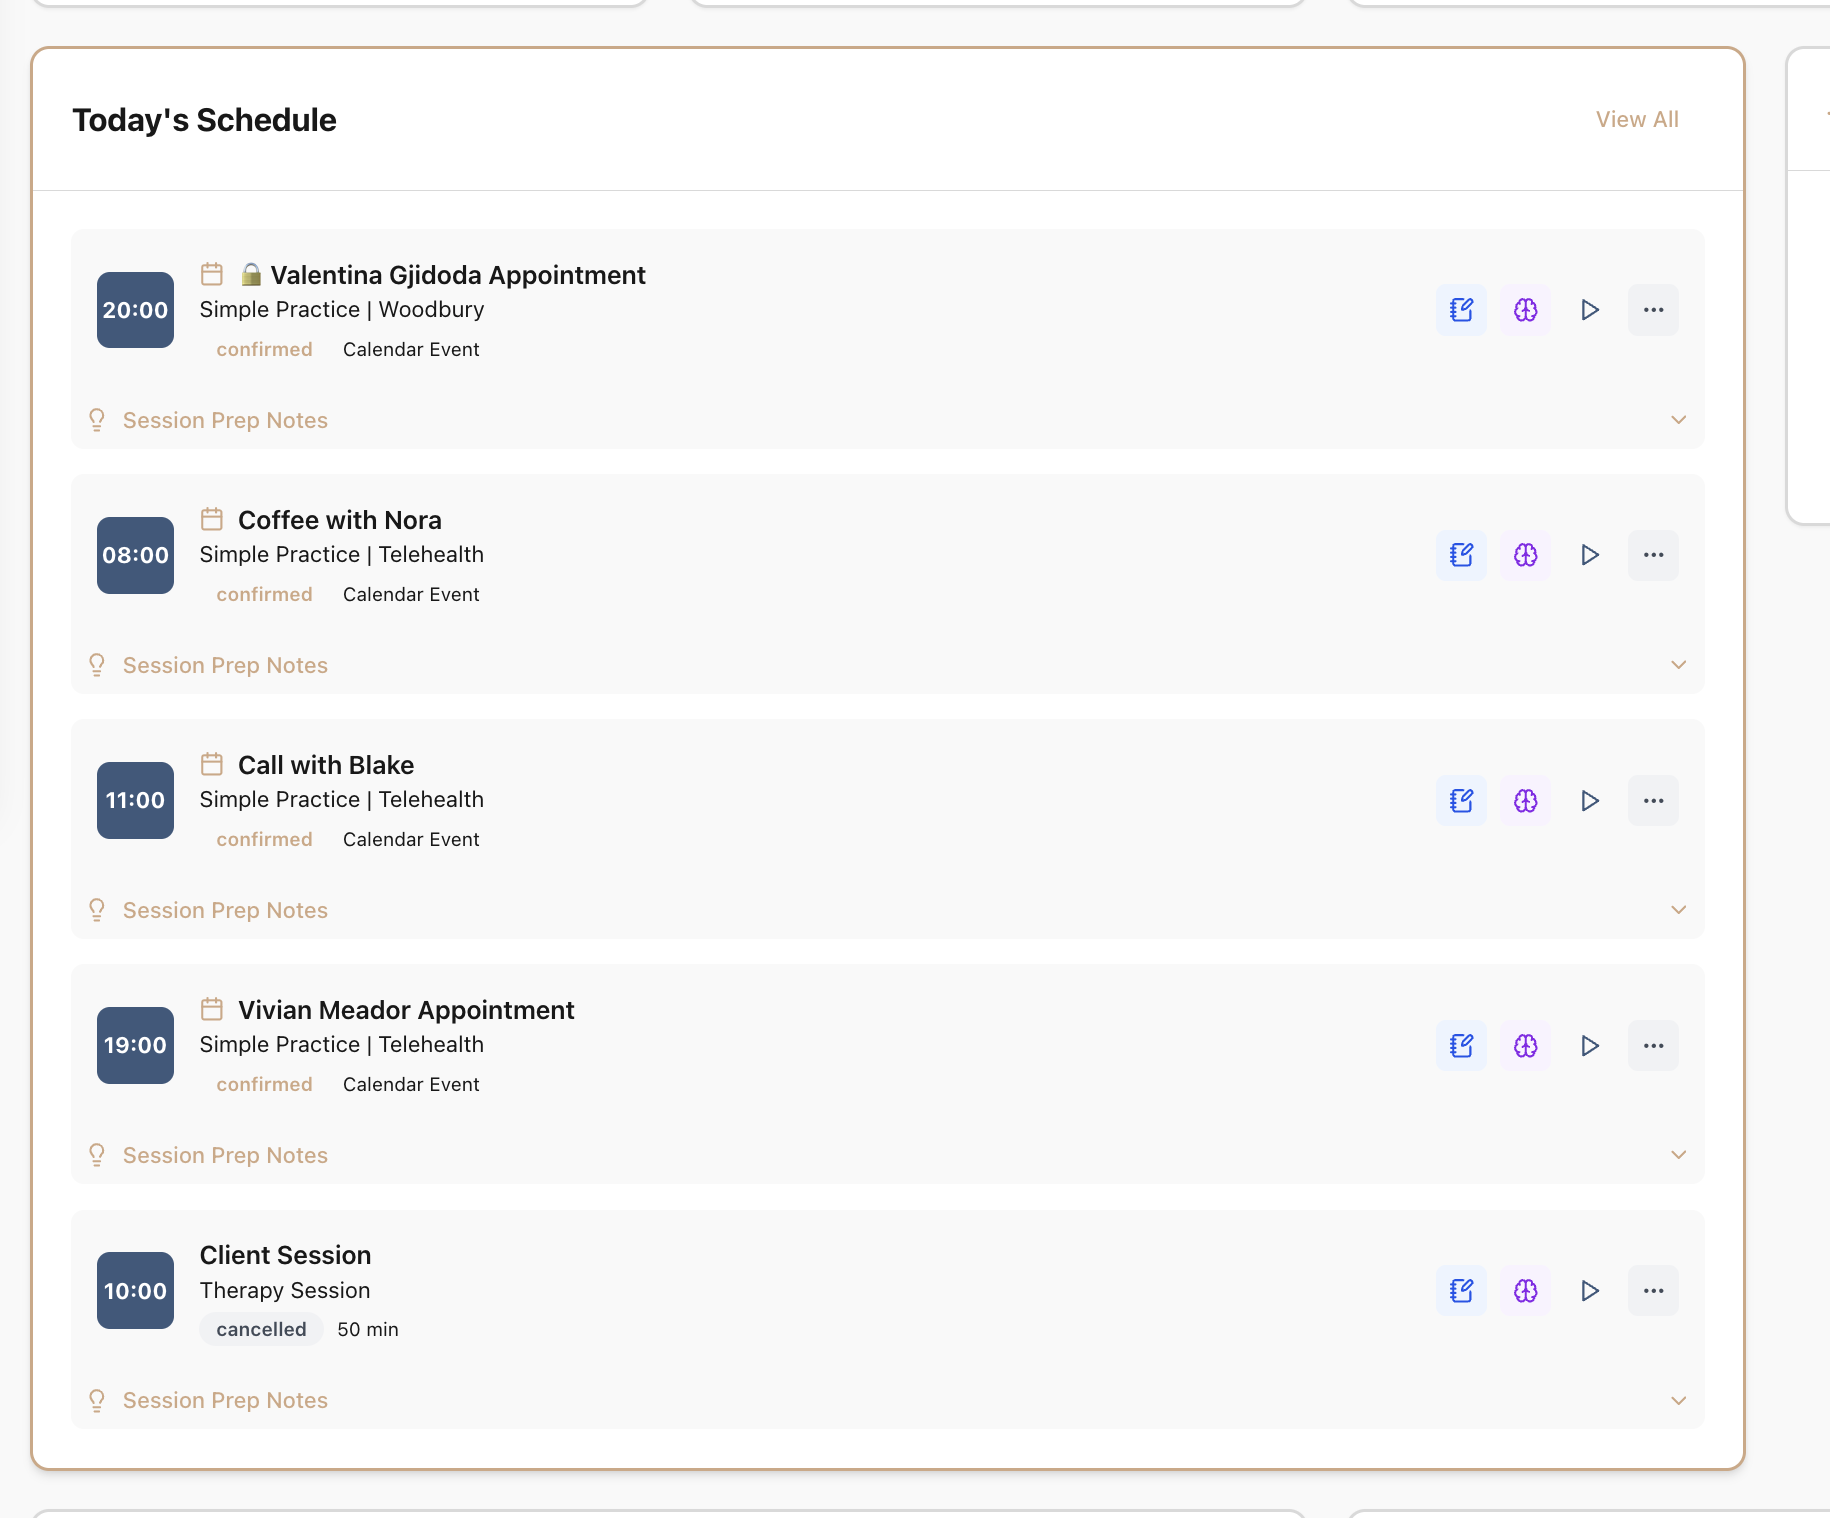 Today's Schedule
View All
20:00
🔒 Valentina Gjidoda Appointment
Simple Practice | Woodbury
confirmed Calendar Event
Session Prep Notes
08:00
Coffee with Nora
Simple Practice | Telehealth
confirmed Calendar Event
Session Prep Notes
11:00
Call with Blake
Simple Practice | Telehealth
confirmed Calendar Event
Session Prep Notes
19:00
Vivian Meador Appointment
Simple Practice | Telehealth
confirmed Calendar Event
Session Prep Notes
10:00
Client Session
Therapy Session
cancelled 50 min
Session Prep Notes